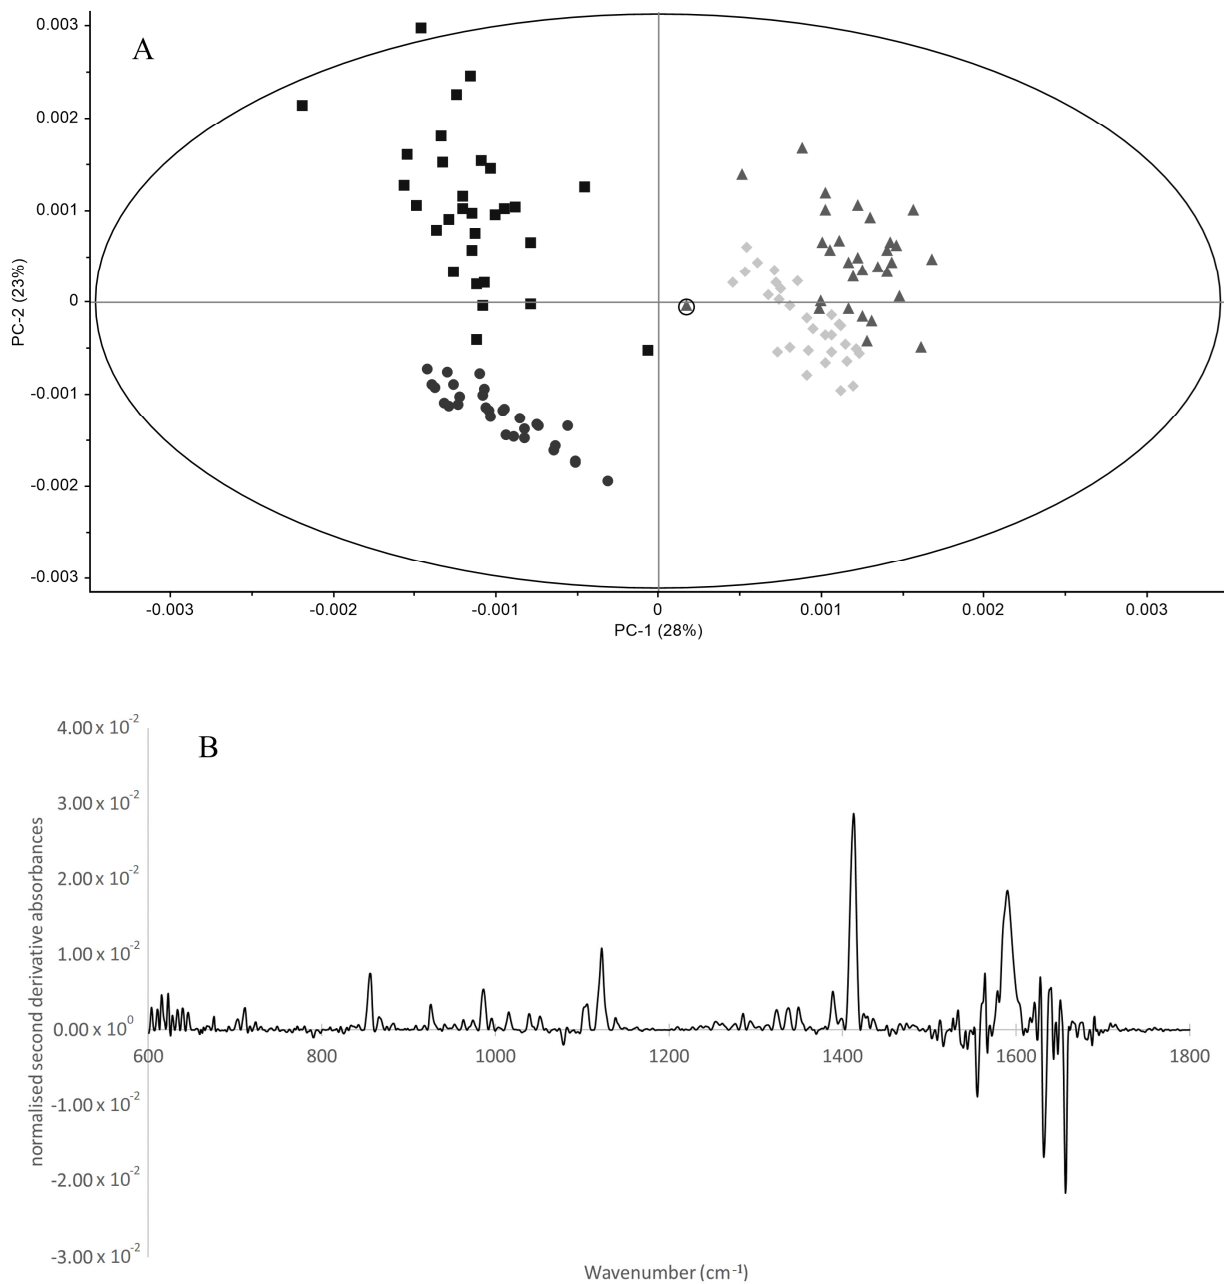 A
0.003
0.002
0.001
0
-0.001
-0.002
-0.003
PC-2 (23%)
-0.003 -0.002 -0.001 0 0.001 0.002 0.003
PC-1 (28%)
B
4.00 x 10-2
3.00 x 10-2
2.00 x 10-2
1.00 x 10-2
0.00 x 100
-1.00 x 10-2
-2.00 x 10-2
-3.00 x 10-2
normalised second derivative absorbances
600 800 1000 1200 1400 1600 1800
Wavenumber (cm-1)